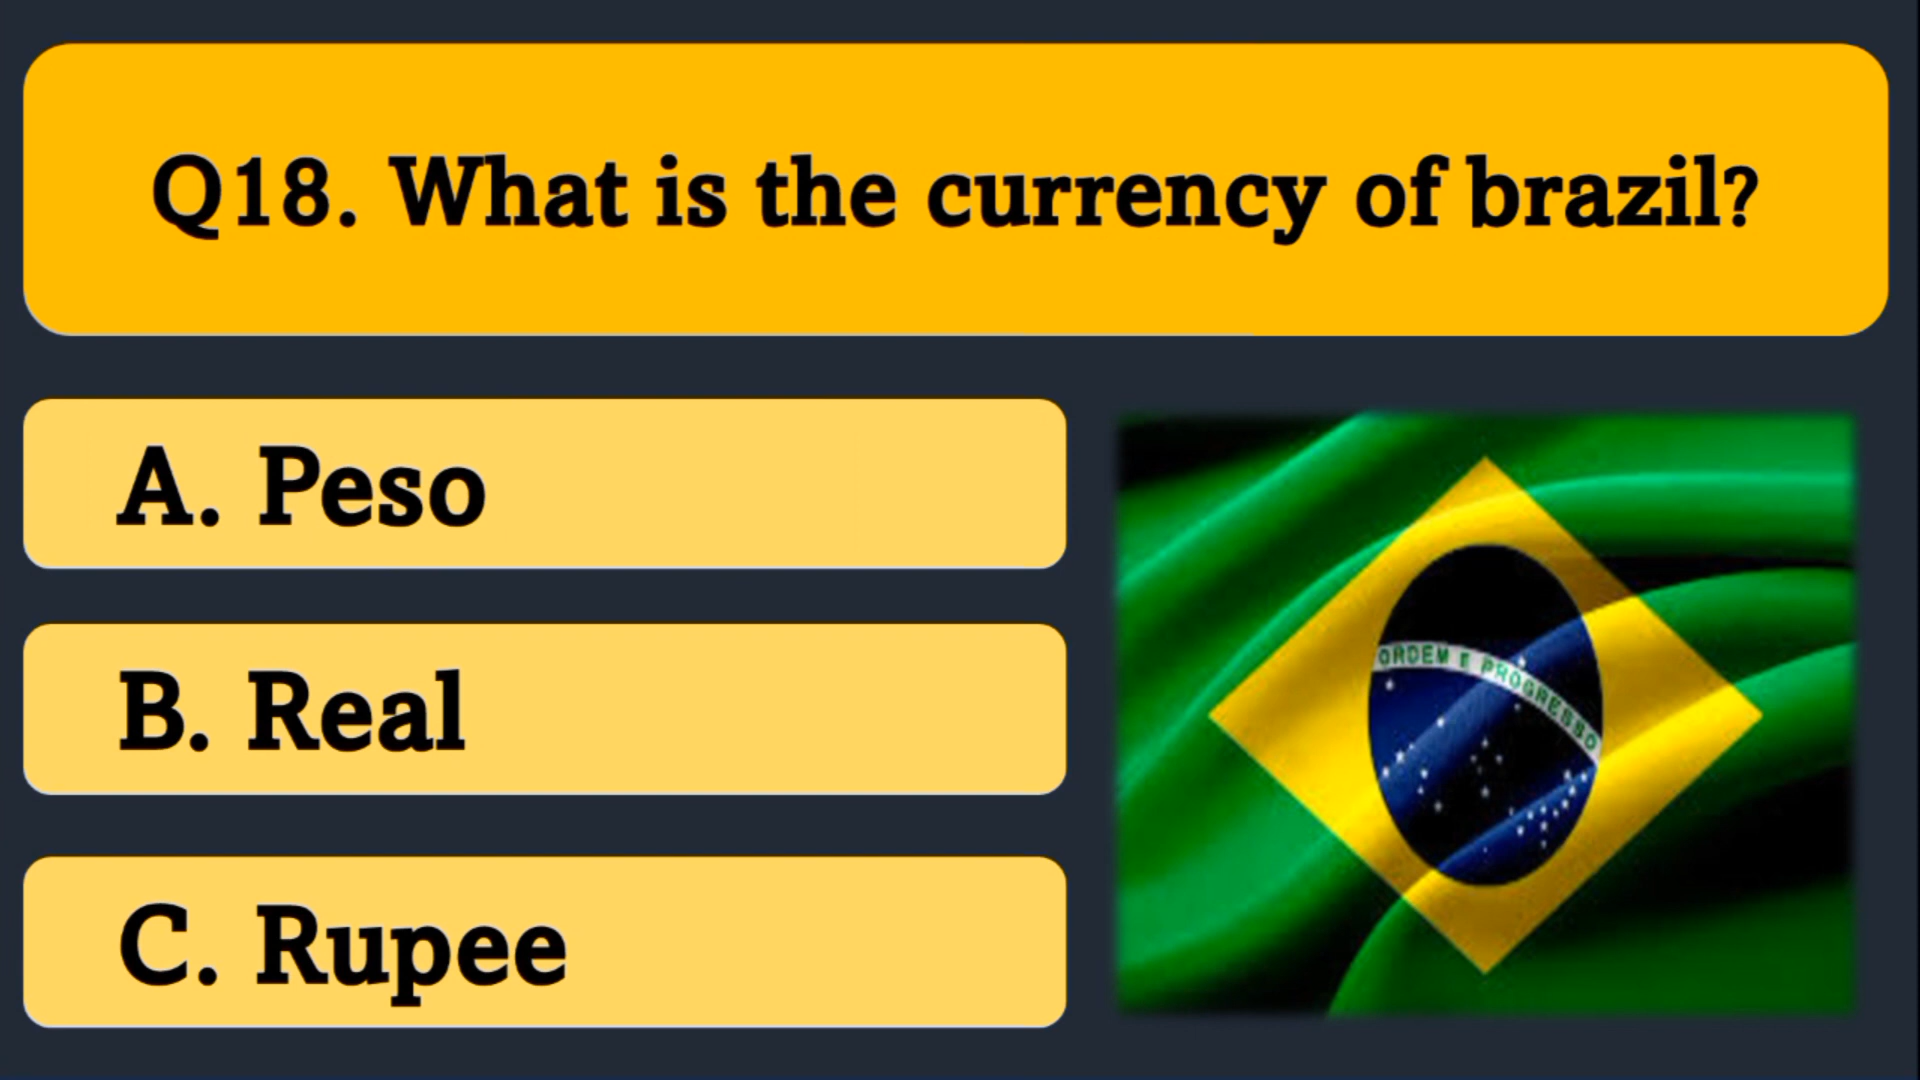 Q18. What is the currency of brazil?
A. Peso
B. Real
C. Rupee
ORDEM E PROGRESSO